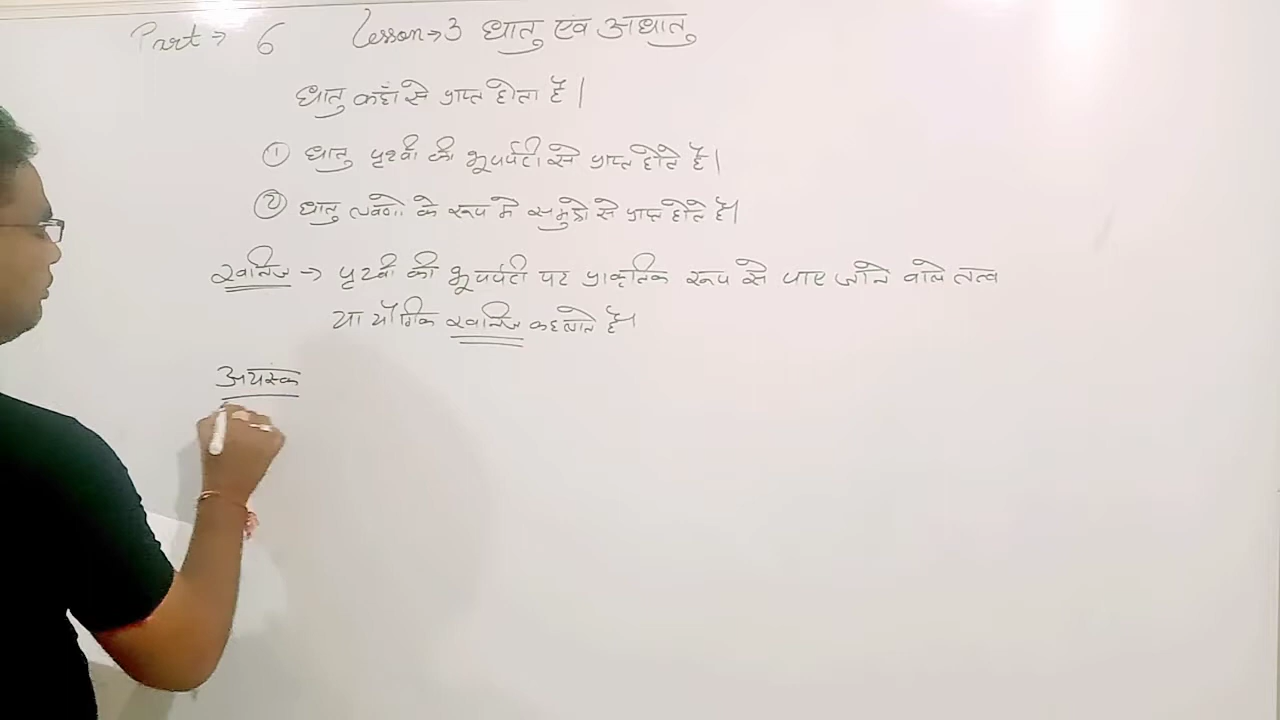 Part → 6 Lesson → 3 धातु एवं अधातु
धातु कहाँ से प्राप्त होता है।
① धातु पृथ्वी की भूपर्पटी से प्राप्त होते है।
② धातु लवणो के रूप मे समुद्रो से प्राप्त होते है।
खनिज → पृथ्वी की भूपर्पटी पर प्राकृतिक रूप से पाए जाने वाले तत्व
या यौगिक खनिज कहलाते है।
अयस्क